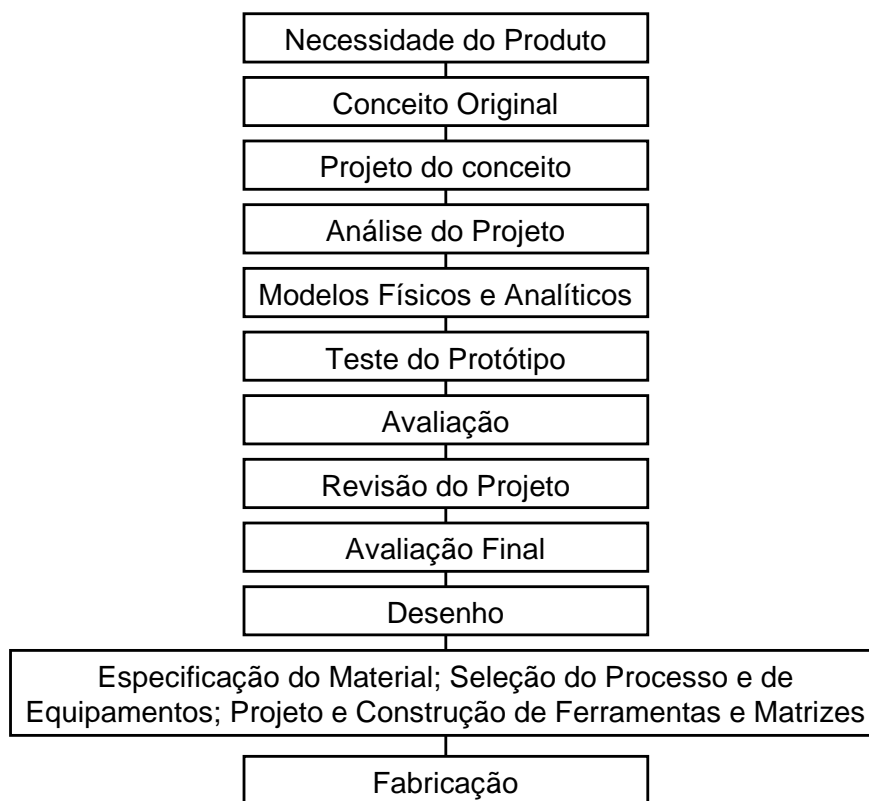 Necessidade do Produto
Conceito Original
Projeto do conceito
Análise do Projeto
Modelos Físicos e Analíticos
Teste do Protótipo
Avaliação
Revisão do Projeto
Avaliação Final
Desenho
Especificação do Material; Seleção do Processo e de
Equipamentos; Projeto e Construção de Ferramentas e Matrizes
Fabricação